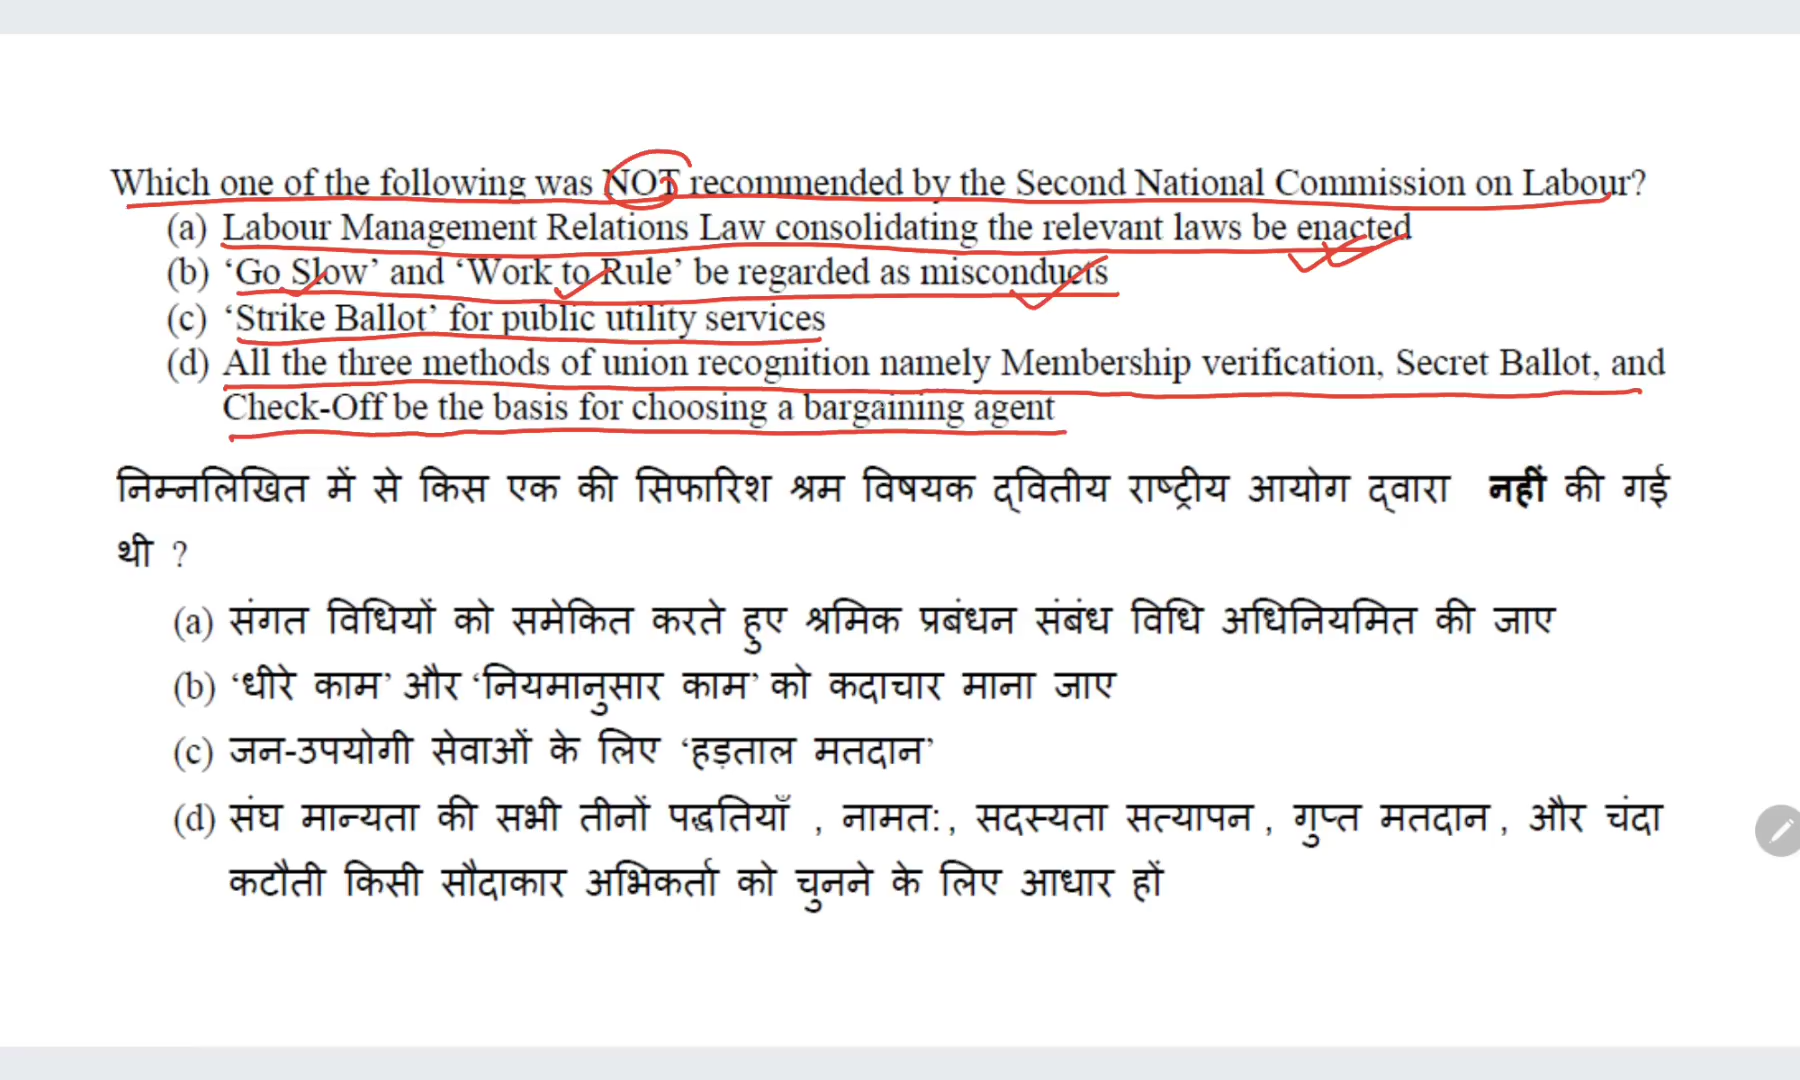 Which one of the following was NOT recommended by the Second National Commission on Labour?
(a) Labour Management Relations Law consolidating the relevant laws be enacted
(b) ‘Go Slow’ and ‘Work to Rule’ be regarded as misconducts
(c) ‘Strike Ballot’ for public utility services
(d) All the three methods of union recognition namely Membership verification, Secret Ballot, and
Check-Off be the basis for choosing a bargaining agent
निम्नलिखित में से किस एक की सिफारिश श्रम विषयक द्वितीय राष्ट्रीय आयोग द्वारा नहीं की गई
थी ?
(a) संगत विधियों को समेकित करते हुए श्रमिक प्रबंधन संबंध विधि अधिनियमित की जाए
(b) ‘धीरे काम’ और ‘नियमानुसार काम’ को कदाचार माना जाए
(c) जन-उपयोगी सेवाओं के लिए ‘हड़ताल मतदान’
(d) संघ मान्यता की सभी तीनों पद्धतियाँ , नामत:, सदस्यता सत्यापन, गुप्त मतदान, और चंदा
कटौती किसी सौदाकार अभिकर्ता को चुनने के लिए आधार हों